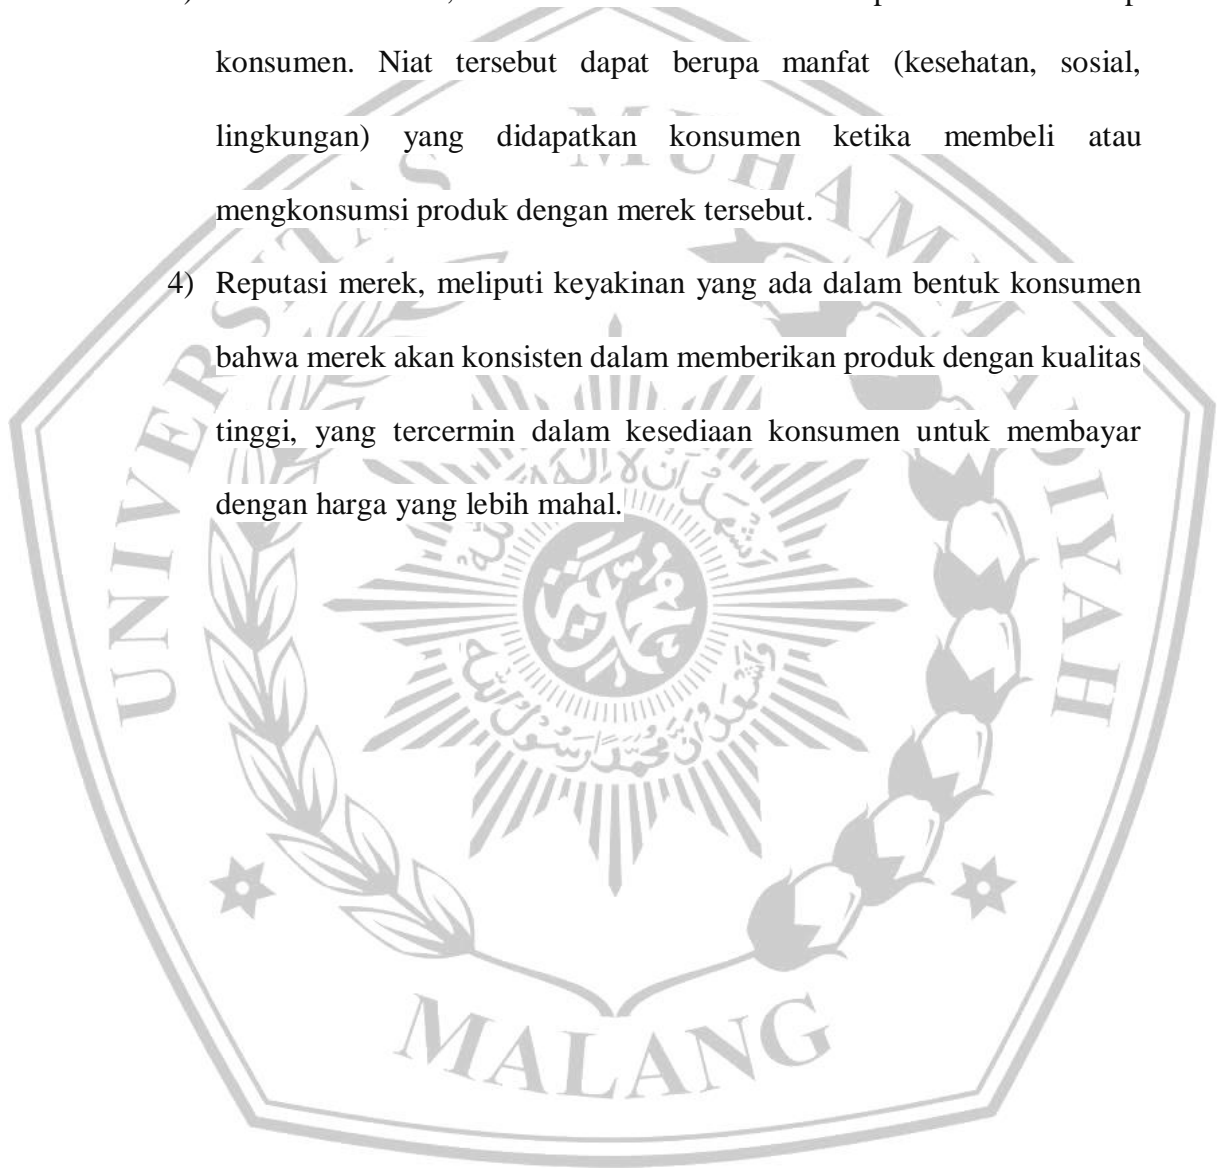 konsumen. Niat tersebut dapat berupa manfat (kesehatan, sosial,
lingkungan) yang didapatkan konsumen ketika membeli atau
mengkonsumsi produk dengan merek tersebut.
4) Reputasi merek, meliputi keyakinan yang ada dalam bentuk konsumen
bahwa merek akan konsisten dalam memberikan produk dengan kualitas
tinggi, yang tercermin dalam kesediaan konsumen untuk membayar
dengan harga yang lebih mahal.
UNIVERSITAS MUHAMMADIYAH
MALANG